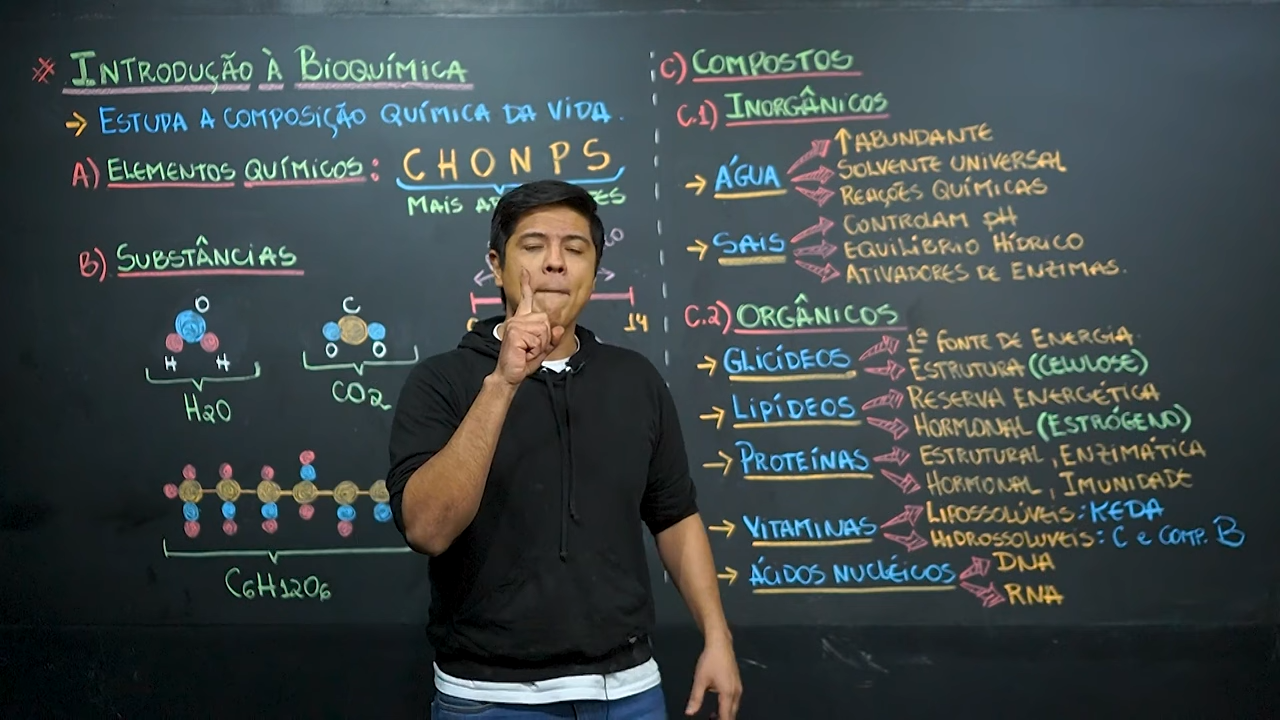 * INTRODUÇÃO À BIOQUÍMICA
→ ESTUDA A COMPOSIÇÃO QUÍMICA DA VIDA.
A) ELEMENTOS QUÍMICOS: C H O N P S
MAIS
B) SUBSTÂNCIAS
14
O
H H
H2O
C
O O
CO2
C6H12O6
C) COMPOSTOS
C.1) INORGÂNICOS
→ ÁGUA
↑ ABUNDANTE
SOLVENTE UNIVERSAL
REAÇÕES QUÍMICAS
→ SAIS
CONTROLAM pH
EQUILÍBRIO HÍDRICO
ATIVADORES DE ENZIMAS.
C.2) ORGÂNICOS
→ GLICÍDEOS
1ª FONTE DE ENERGIA.
ESTRUTURA (CELULOSE)
→ LIPÍDEOS
RESERVA ENERGÉTICA
HORMONAL (ESTRÓGENO)
→ PROTEÍNAS
ESTRUTURAL, ENZIMÁTICA
HORMONAL, IMUNIDADE
→ VITAMINAS
LIPOSSOLÚVEIS: KEDA
HIDROSSOLUVEIS: C e COMP. B
→ ÁCIDOS NUCLÉICOS
DNA
RNA